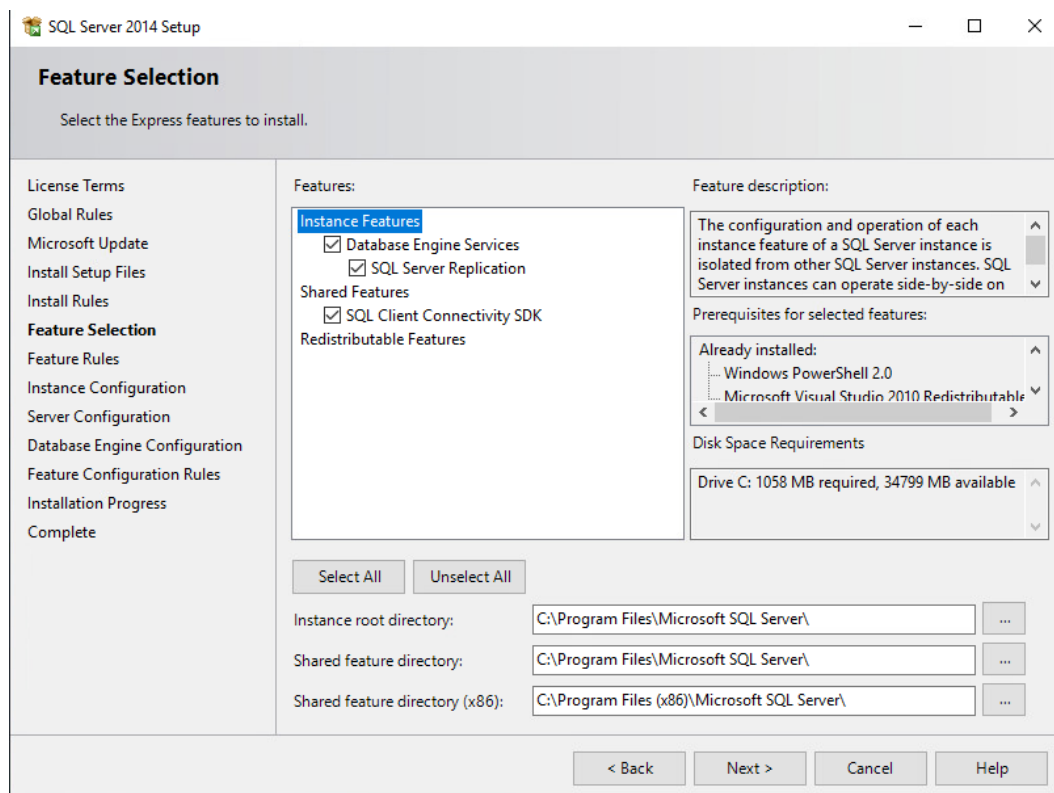 SQL Server 2014 Setup
Feature Selection
Select the Express features to install.
License Terms
Global Rules
Microsoft Update
Install Setup Files
Install Rules
Feature Selection
Feature Rules
Instance Configuration
Server Configuration
Database Engine Configuration
Feature Configuration Rules
Installation Progress
Complete
Features:
Instance Features
Database Engine Services
SQL Server Replication
Shared Features
SQL Client Connectivity SDK
Redistributable Features
Feature description:
The configuration and operation of each
instance feature of a SQL Server instance is
isolated from other SQL Server instances. SQL
Server instances can operate side-by-side on
Prerequisites for selected features:
Already installed:
Windows PowerShell 2.0
Microsoft Visual Studio 2010 Redistributable
Disk Space Requirements
Drive C: 1058 MB required, 34799 MB available
Select All
Unselect All
Instance root directory:
C:\Program Files\Microsoft SQL Server\
...
Shared feature directory:
C:\Program Files\Microsoft SQL Server\
...
Shared feature directory (x86):
C:\Program Files (x86)\Microsoft SQL Server\
...
< Back
Next >
Cancel
Help